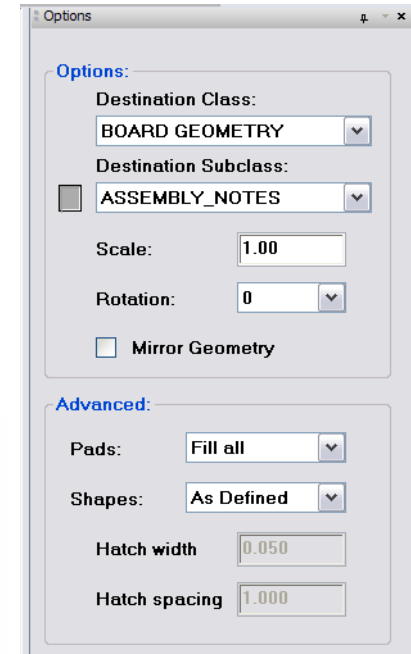 Options
Options:
Destination Class:
BOARD GEOMETRY
Destination Subclass:
ASSEMBLY_NOTES
Scale: 1.00
Rotation: 0
Mirror Geometry
Advanced:
Pads: Fill all
Shapes: As Defined
Hatch width 0.050
Hatch spacing 1.000